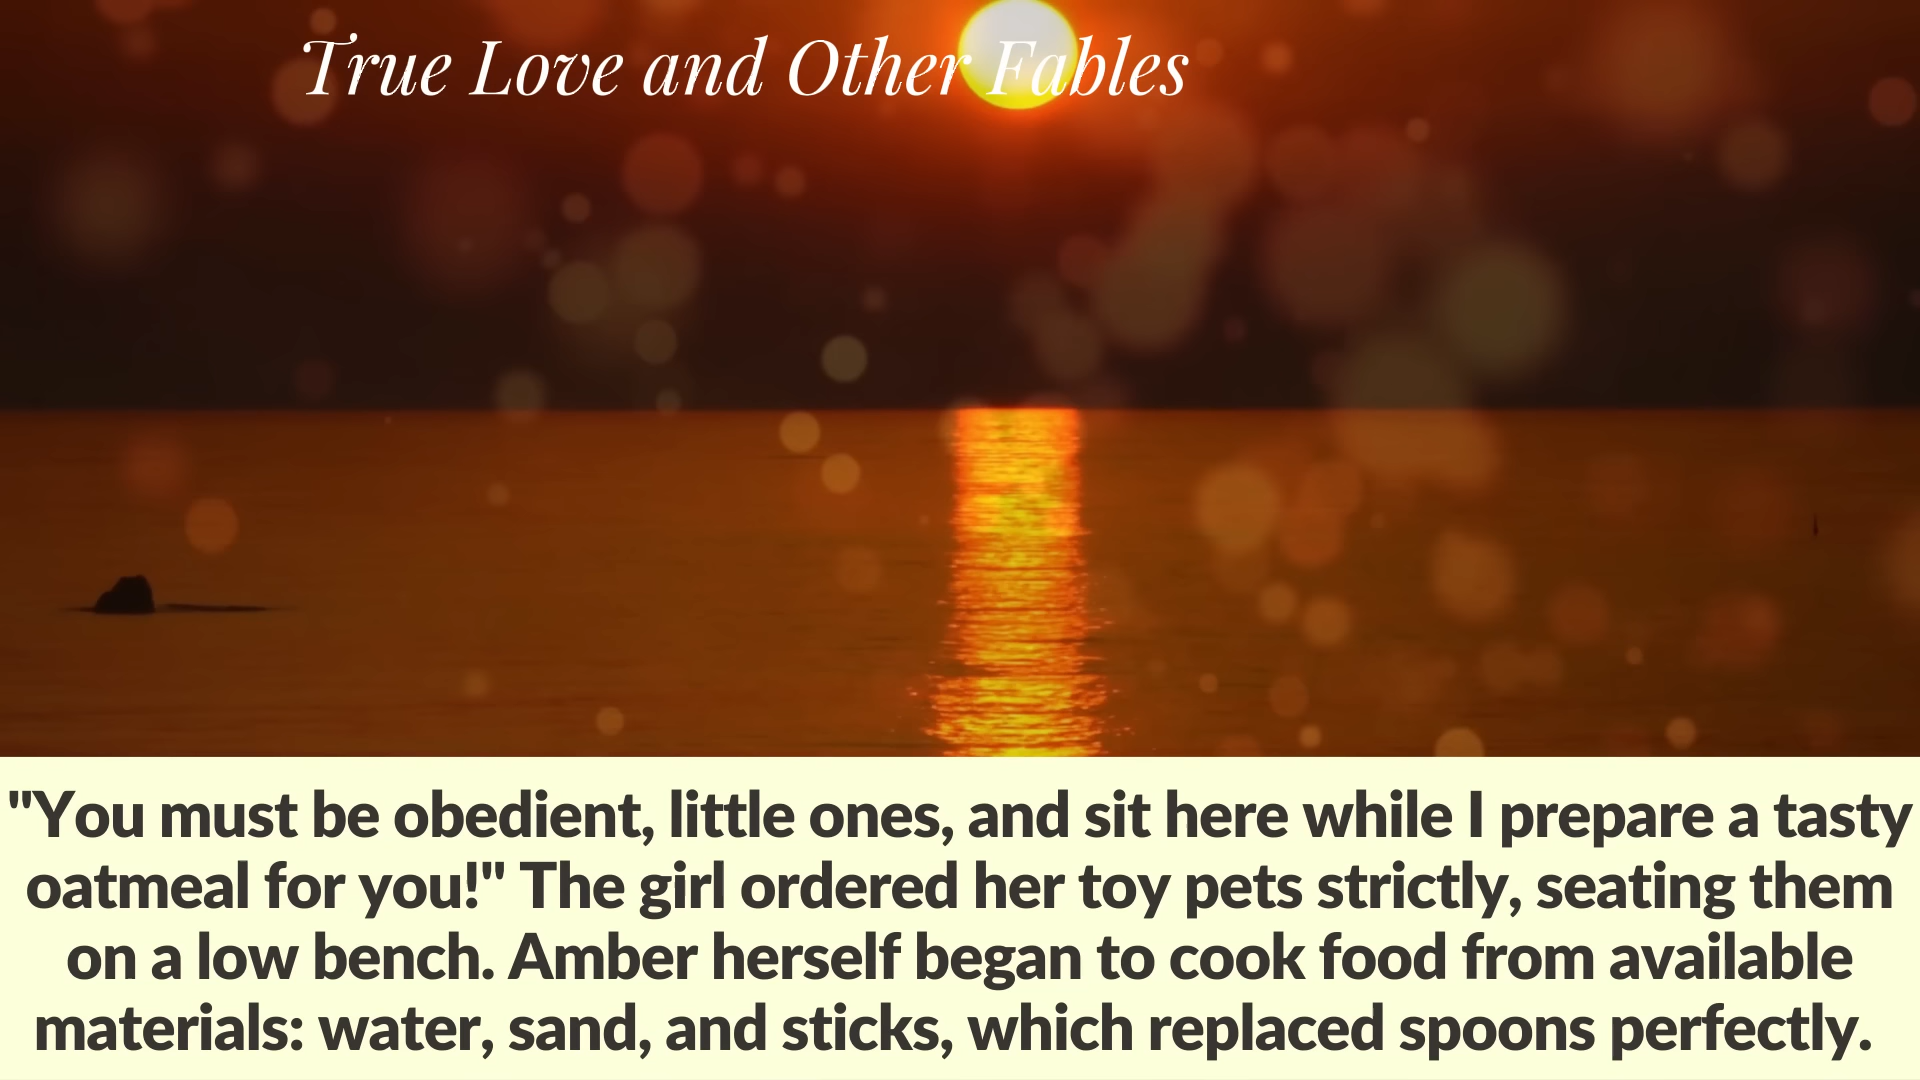 True Love and Other Fables
"You must be obedient, little ones, and sit here while I prepare a tasty
oatmeal for you!" The girl ordered her toy pets strictly, seating them
on a low bench. Amber herself began to cook food from available
materials: water, sand, and sticks, which replaced spoons perfectly.